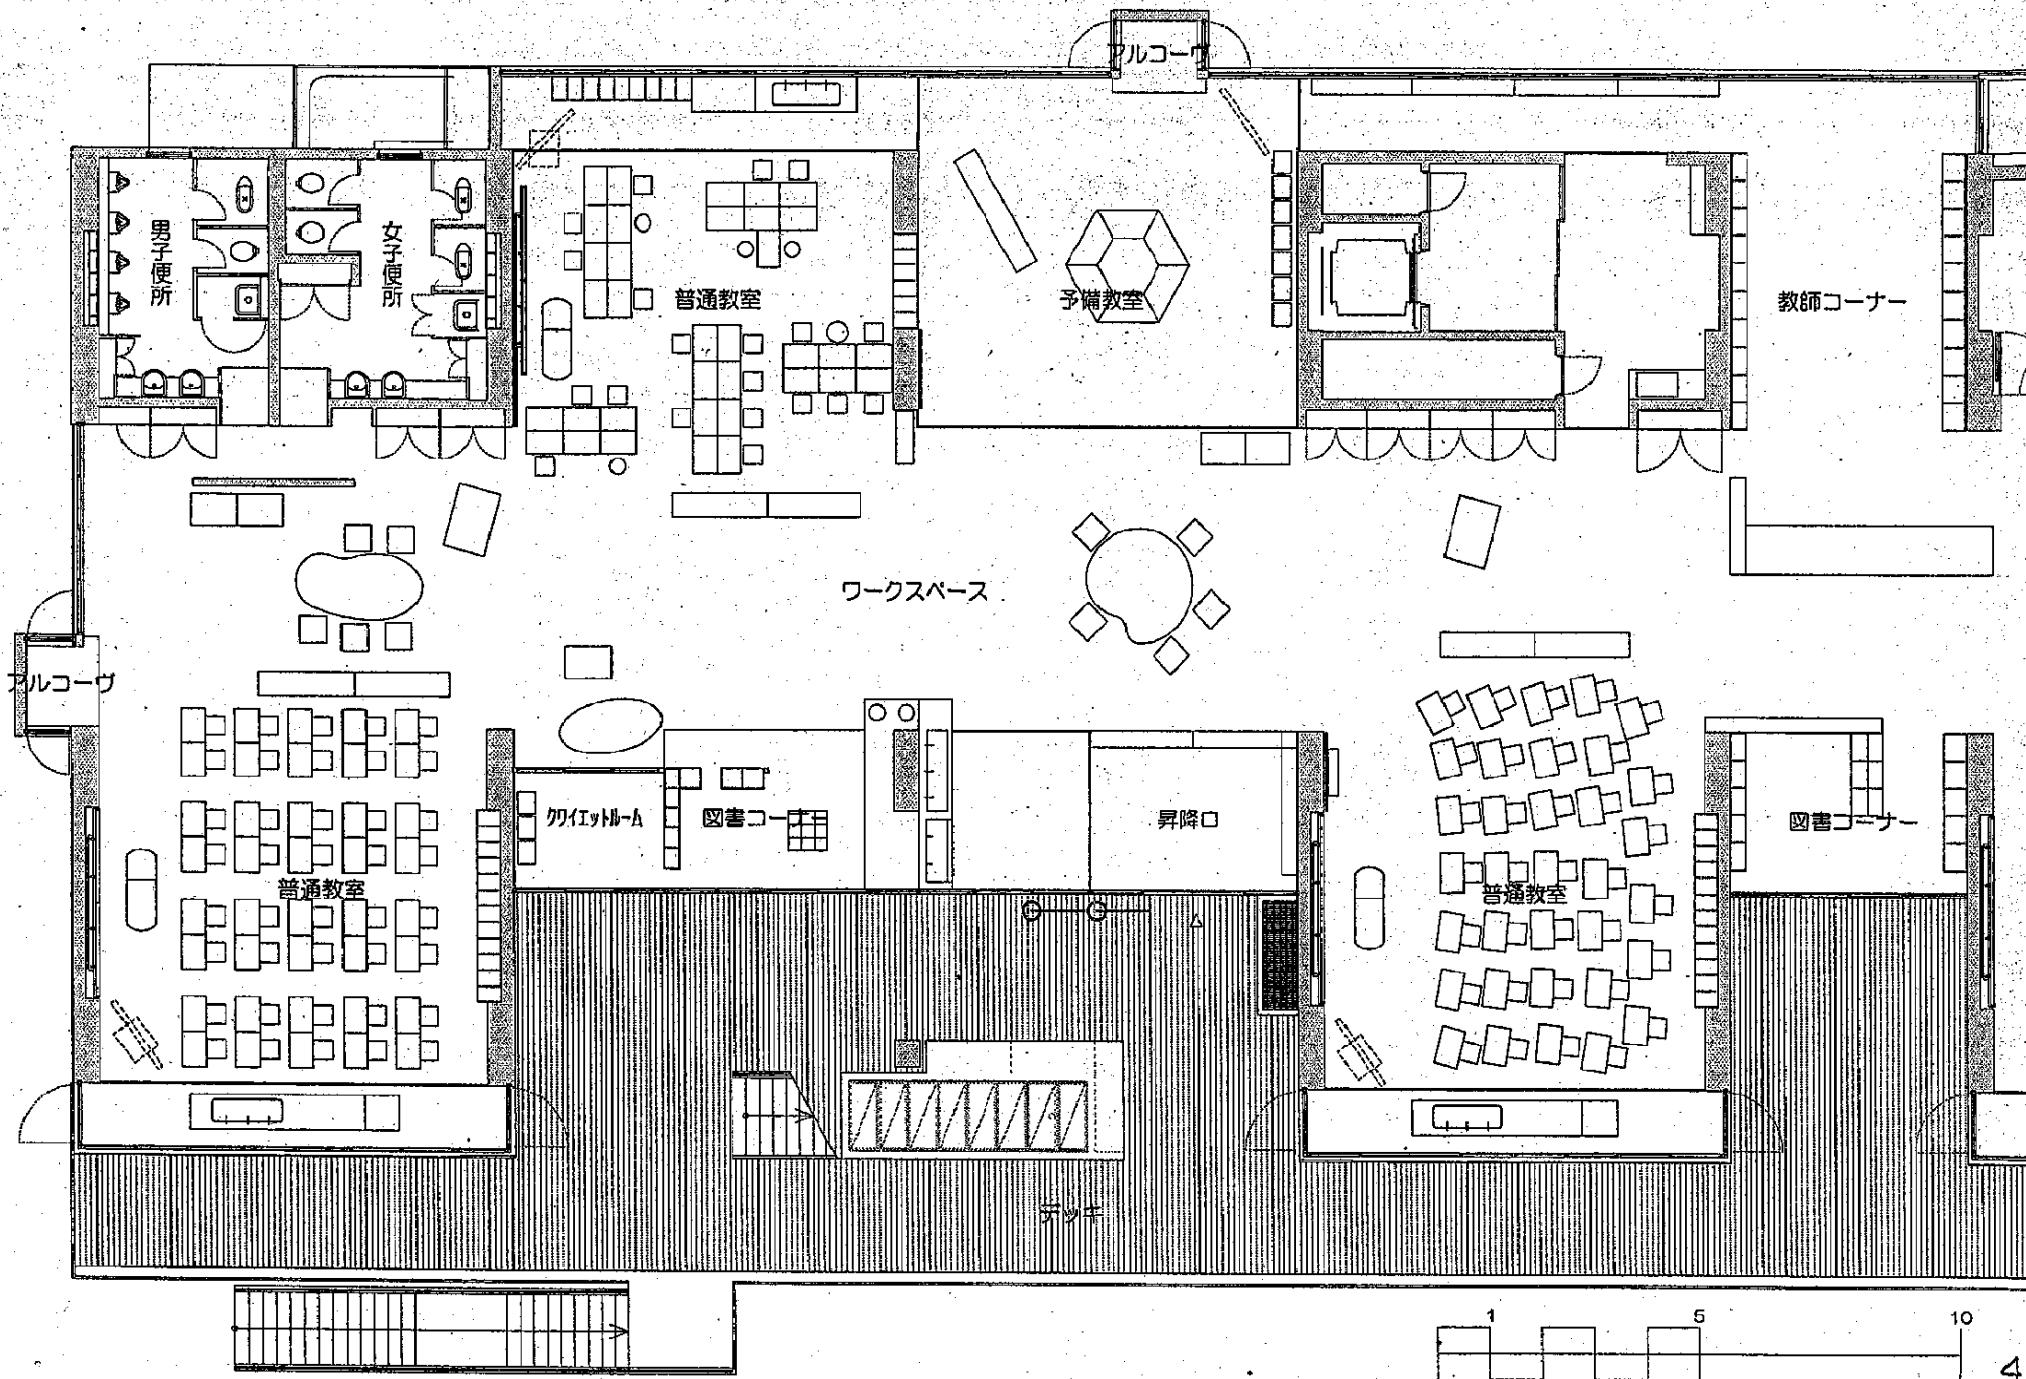 アルコーヴ
男子便所
女子便所
普通教室
予備教室
教師コーナー
ワークスペース
アルコーヴ
クワイエットルーム
図書コーナー
昇降口
図書コーナー
普通教室
普通教室
デッキ
1 5 10
4